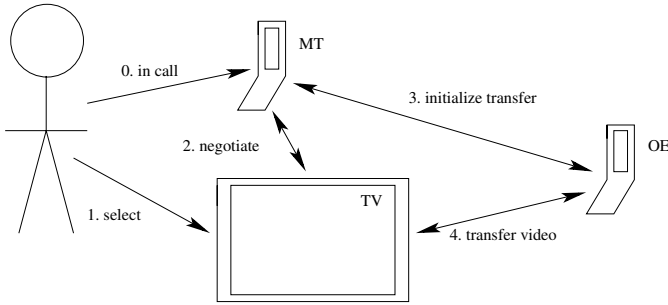 MT
0. in call
3. initialize transfer
2. negotiate
OE
TV
1. select
4. transfer video